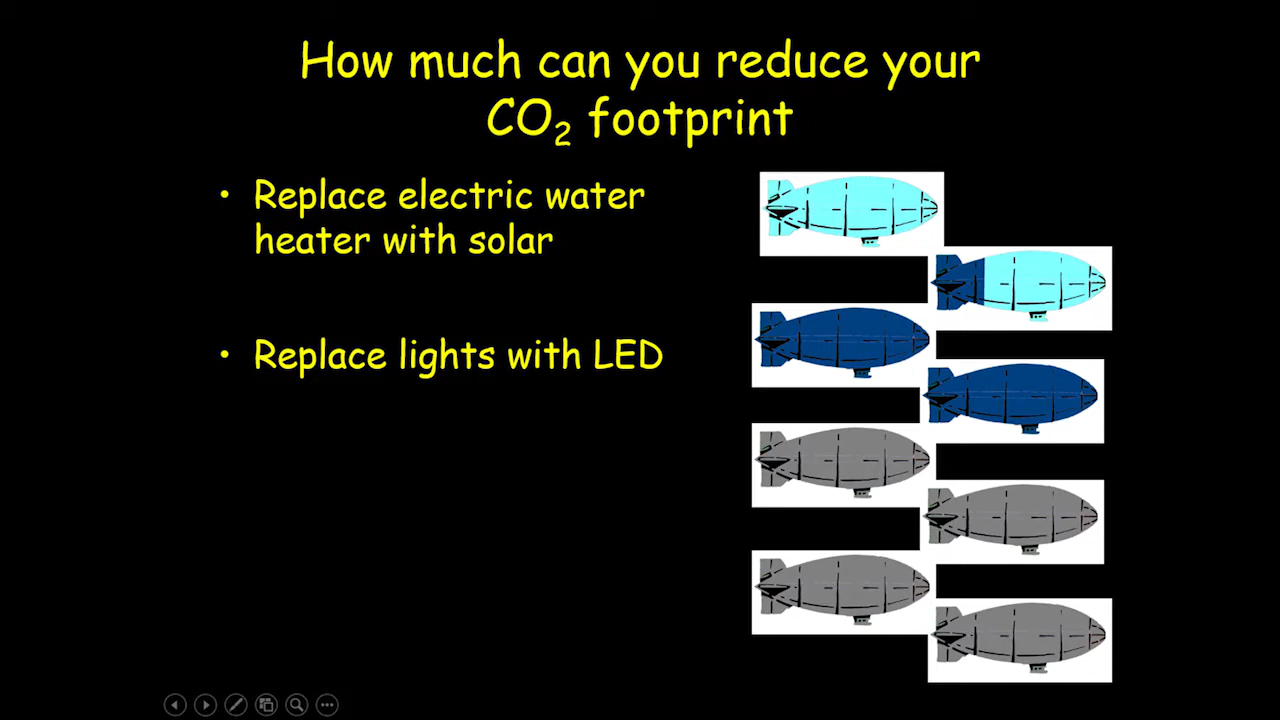 How much can you reduce your
CO₂ footprint
• Replace electric water
heater with solar
• Replace lights with LED